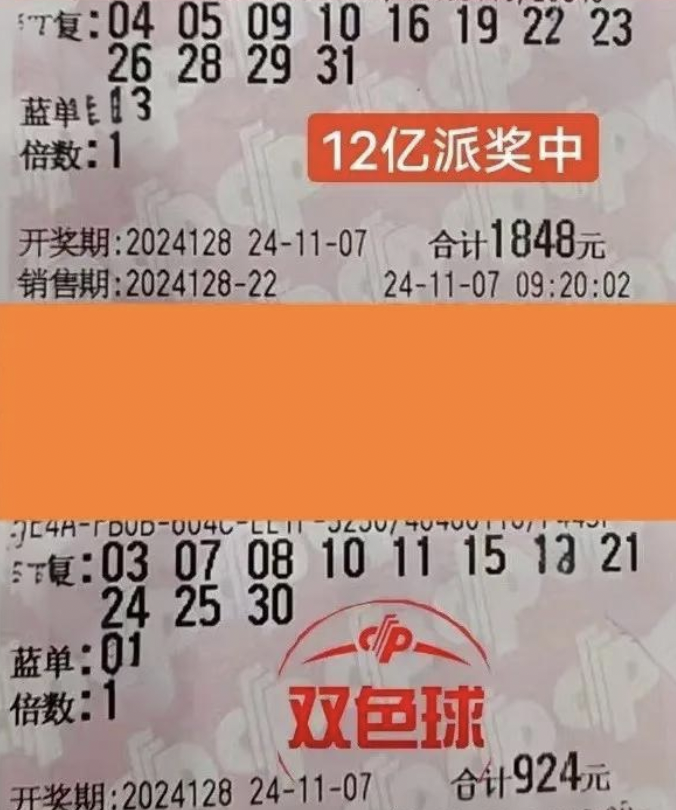 复:04 05 09 10 16 19 22 23
26 28 29 31
蓝单 13
倍数:1
12亿派奖中
开奖期:2024128 24-11-07 合计1848元
销售期:2024128-22 24-11-07 09:20:02
复:03 07 08 10 11 15 21
24 25 30
蓝单:01
倍数:1
双色球
开奖期:2024128 24-11-07 合计924元